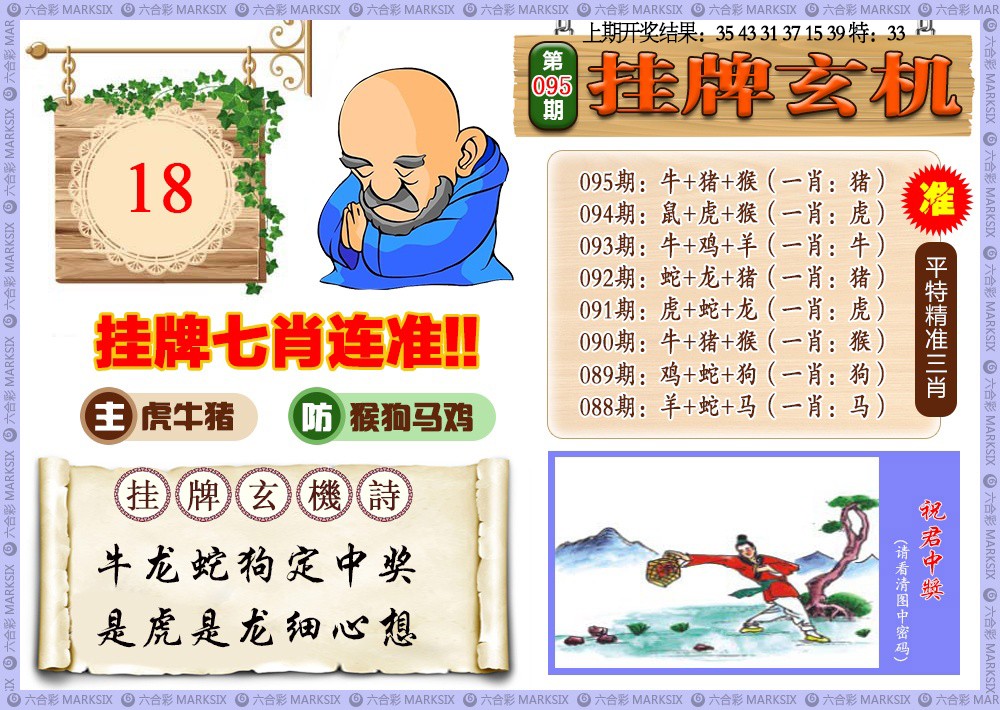 六合彩 MARKSIX
上期开奖结果：35 43 31 37 15 39 特：33
第095期
挂牌玄机
18
挂牌七肖连准!!
主 虎牛猪
防 猴狗马鸡
挂牌玄機詩
牛龙蛇狗定中奖
是虎是龙细心想
095期：牛+猪+猴（一肖：猪）
094期：鼠+虎+猴（一肖：虎）
093期：牛+鸡+羊（一肖：牛）
092期：蛇+龙+猪（一肖：猪）
091期：虎+蛇+龙（一肖：虎）
090期：牛+猪+猴（一肖：猴）
089期：鸡+蛇+狗（一肖：狗）
088期：羊+蛇+马（一肖：马）
准
平特精准三肖
祝君中獎
（请看清图中密码）